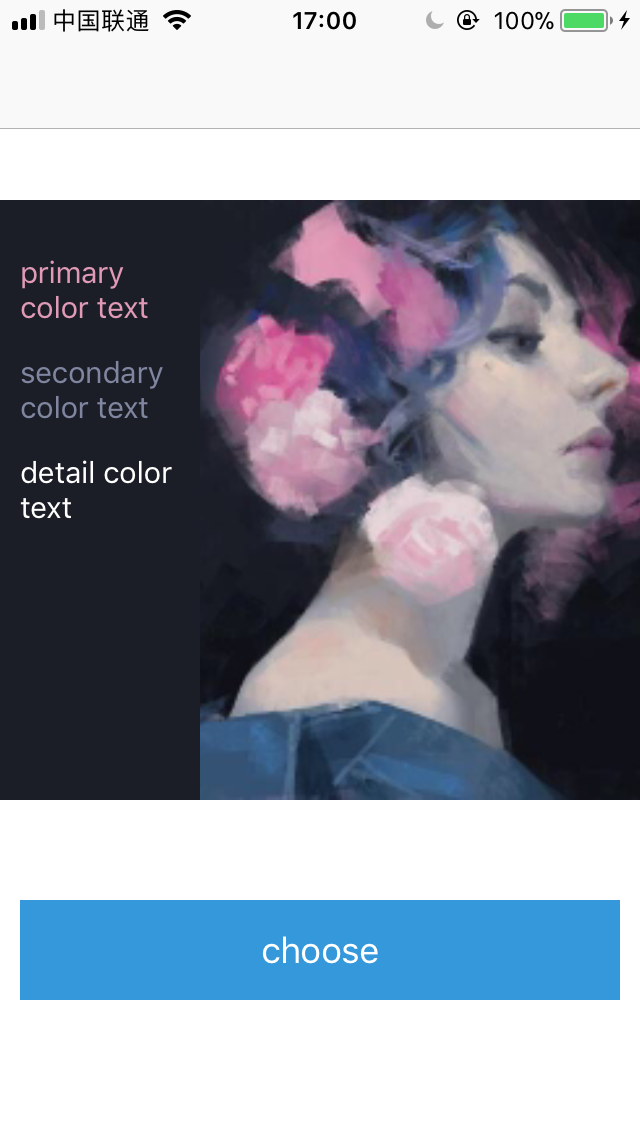 中国联通 17:00 100%
primary
color text
secondary
color text
detail color
text
choose